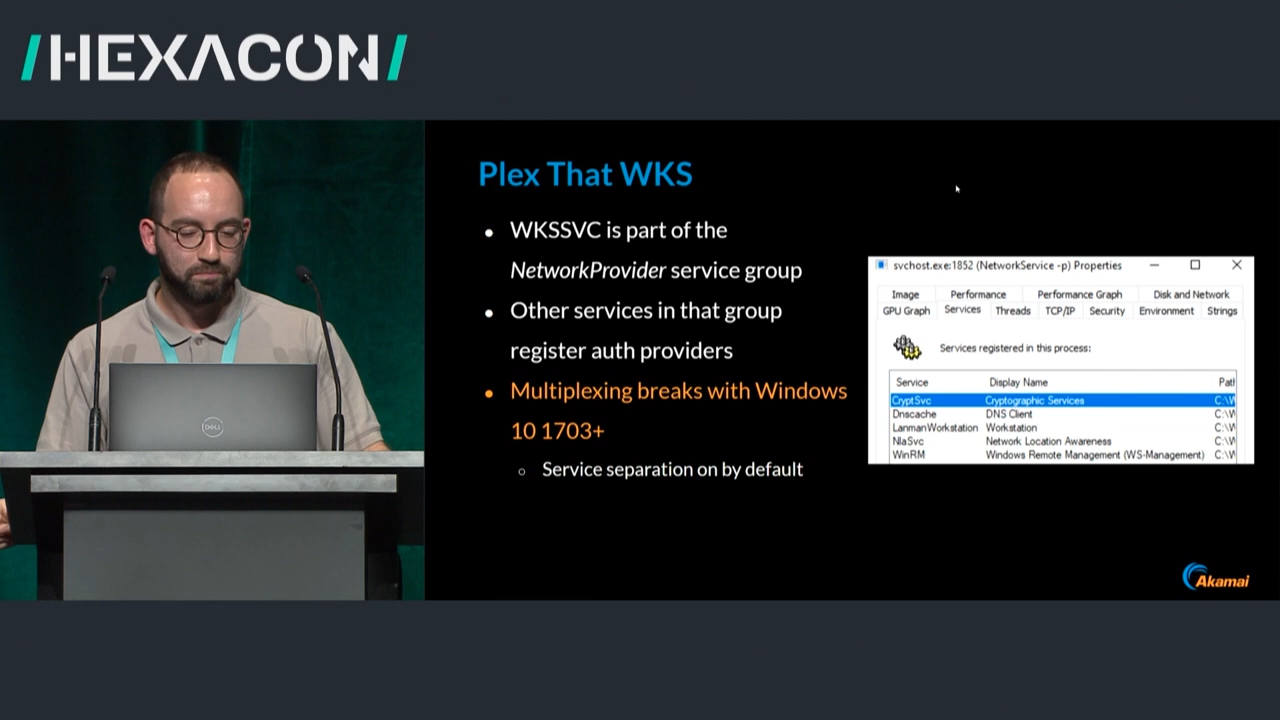 /HEXACON/
Plex That WKS
● WKSSVC is part of the
NetworkProvider service group
● Other services in that group
register auth providers
● Multiplexing breaks with Windows
10 1703+
○ Service separation on by default
svchost.exe:1852 (NetworkService -p) Properties
Image Performance Performance Graph Disk and Network
GPU Graph Services Threads TCP/IP Security Environment Strings
Services registered in this process:
Service Display Name Path
CryptSvc Cryptographic Services C:\W
Dnscache DNS Client C:\W
LanmanWorkstation Workstation C:\W
NlaSvc Network Location Awareness C:\W
WinRM Windows Remote Management (WS-Management) C:\W
DELL
Akamai